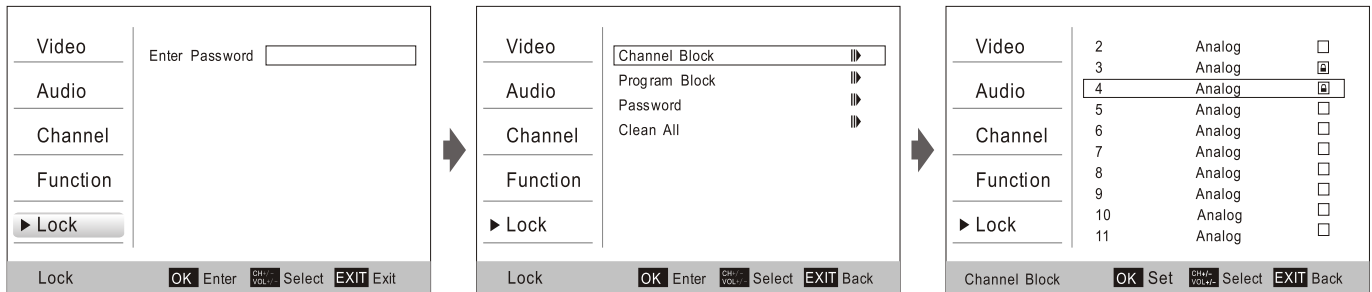 Video
Audio
Channel
Function
Lock
Enter Password
Lock OK Enter CH+/- VOL+/- Select EXIT Exit
Video
Audio
Channel
Function
Lock
Channel Block
Program Block
Password
Clean All
Lock OK Enter CH+/- VOL+/- Select EXIT Back
Video
Audio
Channel
Function
Lock
2 Analog
3 Analog
4 Analog
5 Analog
6 Analog
7 Analog
8 Analog
9 Analog
10 Analog
11 Analog
Channel Block OK Set CH+/- VOL+/- Select EXIT Back